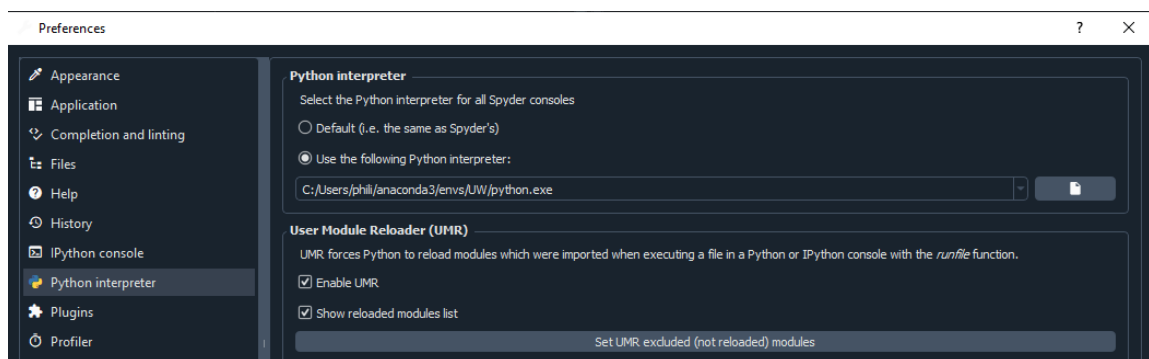 Preferences
?
Appearance
Application
Completion and linting
Files
Help
History
IPython console
Python interpreter
Plugins
Profiler
Python interpreter
Select the Python interpreter for all Spyder consoles
Default (i.e. the same as Spyder's)
Use the following Python interpreter:
C:/Users/phili/anaconda3/envs/UW/python.exe
User Module Reloader (UMR)
UMR forces Python to reload modules which were imported when executing a file in a Python or IPython console with the runfile function.
Enable UMR
Show reloaded modules list
Set UMR excluded (not reloaded) modules